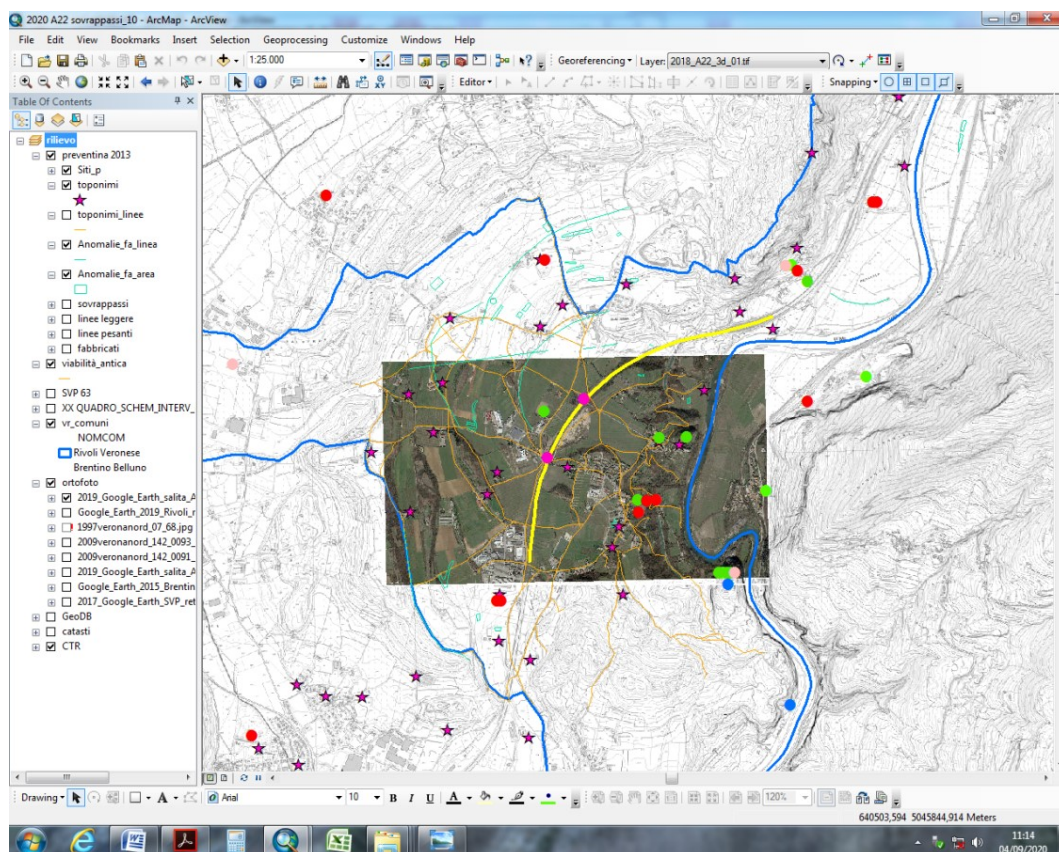 2020 A22 sovrappassi_10 - ArcMap - ArcView
File Edit View Bookmarks Insert Selection Geoprocessing Customize Windows Help
1:25.000 Georeferencing Layer: 2018_A22_3d_01.tif
Editor Snapping
Table Of Contents
rilievo
preventina 2013
Siti_p
toponimi
toponimi_linee
Anomalie_fa_linea
Anomalie_fa_area
sovrappassi
linee leggere
linee pesanti
fabbricati
viabilità_antica
SVP 63
XX QUADRO_SCHEM_INTERV_
vr_comuni
NOMCOM
Rivoli Veronese
Brentino Belluno
ortofoto
2019_Google_Earth_salita_A
Google_Earth_2019_Rivoli_r
1997veronanord_07_68.jpg
2009veronanord_142_0093_
2009veronanord_142_0091_
2019_Google_Earth_salita_A
Google_Earth_2015_Brentin
2017_Google_Earth_SVP_ret
GeoDB
catasti
CTR
Drawing Arial 10 B I U A 120%
640503,594 5045844,914 Meters
11:14
04/09/2020